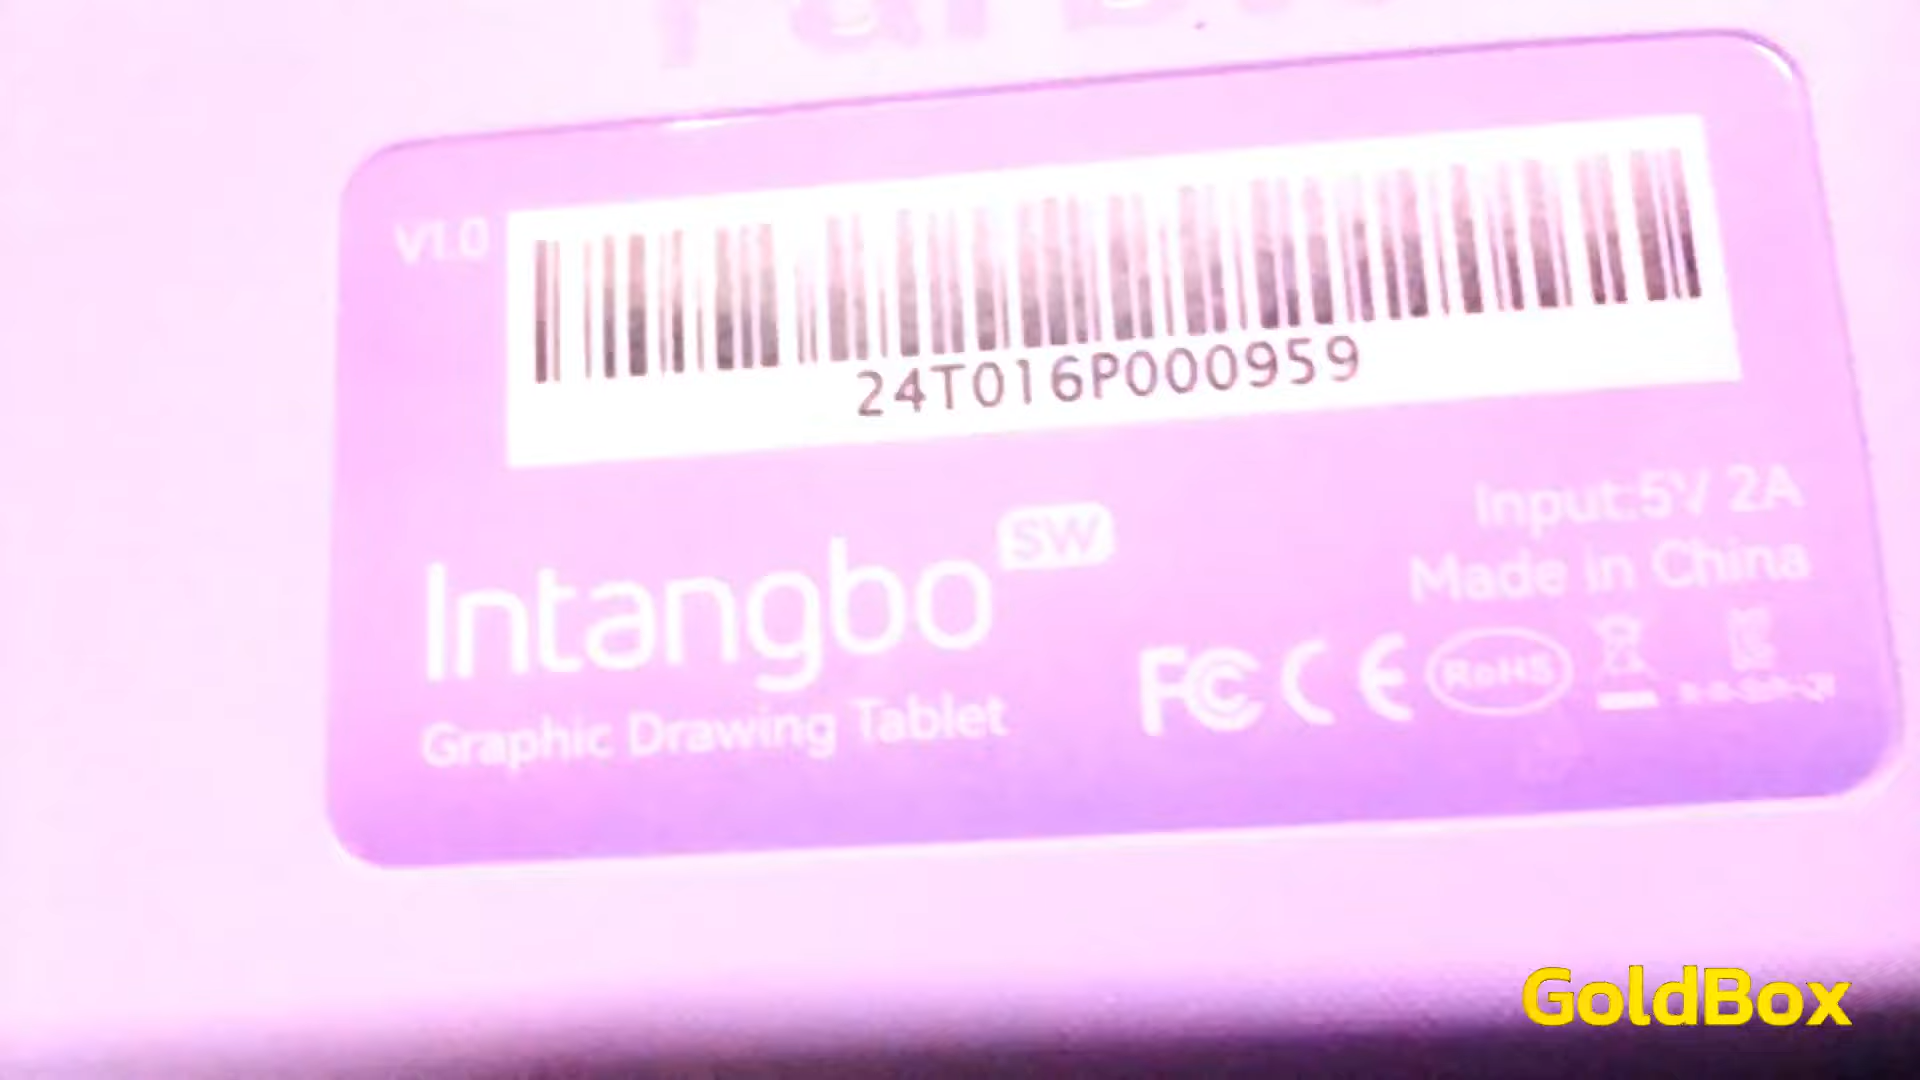 V1.0
24T016P000959
Intangbo SW
Graphic Drawing Tablet
Input:5V 2A
Made in China
FC CE RoHS
GoldBox